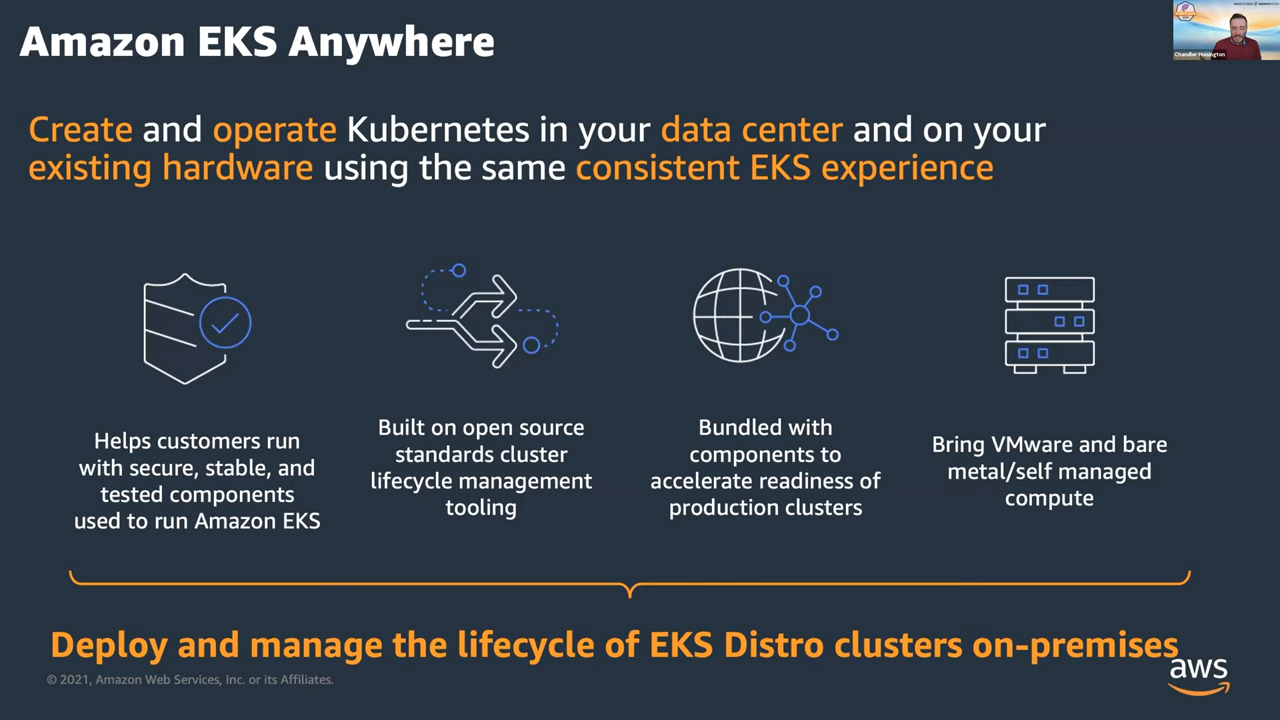 Amazon EKS Anywhere
Chandler Hoisington
Create and operate Kubernetes in your data center and on your
existing hardware using the same consistent EKS experience
Helps customers run
with secure, stable, and
tested components
used to run Amazon EKS
Built on open source
standards cluster
lifecycle management
tooling
Bundled with
components to
accelerate readiness of
production clusters
Bring VMware and bare
metal/self managed
compute
Deploy and manage the lifecycle of EKS Distro clusters on-premises
© 2021, Amazon Web Services, Inc. or its Affiliates.
aws